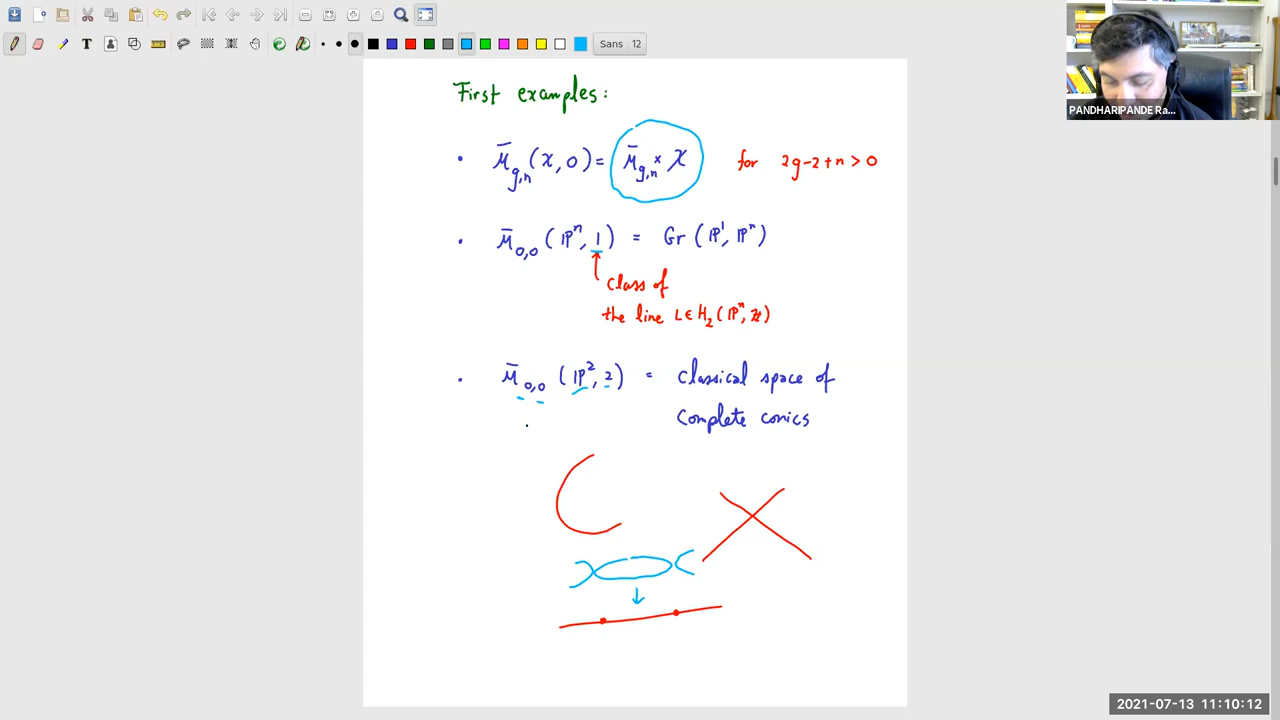 Sans 12
PANDHARIPANDE Ra...
First examples:
• M̄_{g,n} (X, 0) = M̄_{g,n} × X for 2g-2+n > 0
• M̄_{0,0} (ℙⁿ, 1) = Gr (ℙ¹, ℙⁿ)
class of
the line L ∈ H₂ (ℙⁿ, ℤ)
• M̄_{0,0} (ℙ², 2) = classical space of
complete conics
2021-07-13 11:10:12